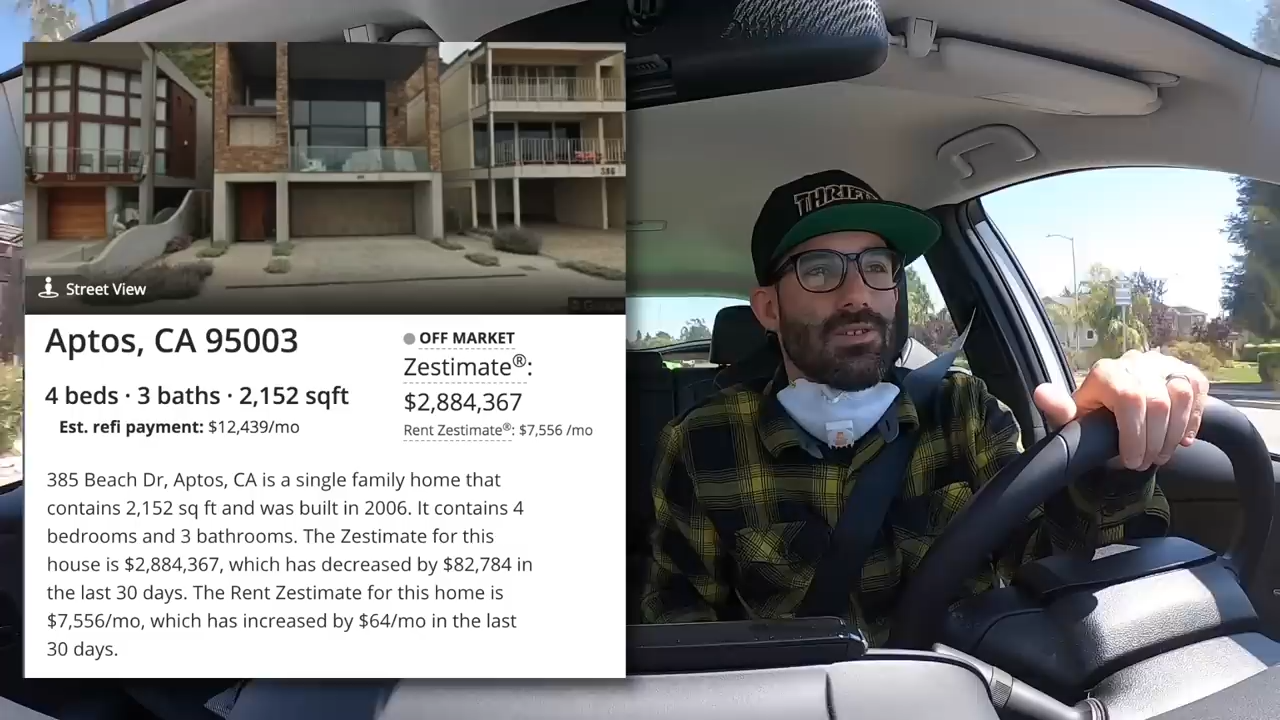 THRIFT
386
Street View
Aptos, CA 95003
OFF MARKET
Zestimate®:
4 beds · 3 baths · 2,152 sqft
$2,884,367
Est. refi payment: $12,439/mo
Rent Zestimate®: $7,556 /mo
385 Beach Dr, Aptos, CA is a single family home that
contains 2,152 sq ft and was built in 2006. It contains 4
bedrooms and 3 bathrooms. The Zestimate for this
house is $2,884,367, which has decreased by $82,784 in
the last 30 days. The Rent Zestimate for this home is
$7,556/mo, which has increased by $64/mo in the last
30 days.